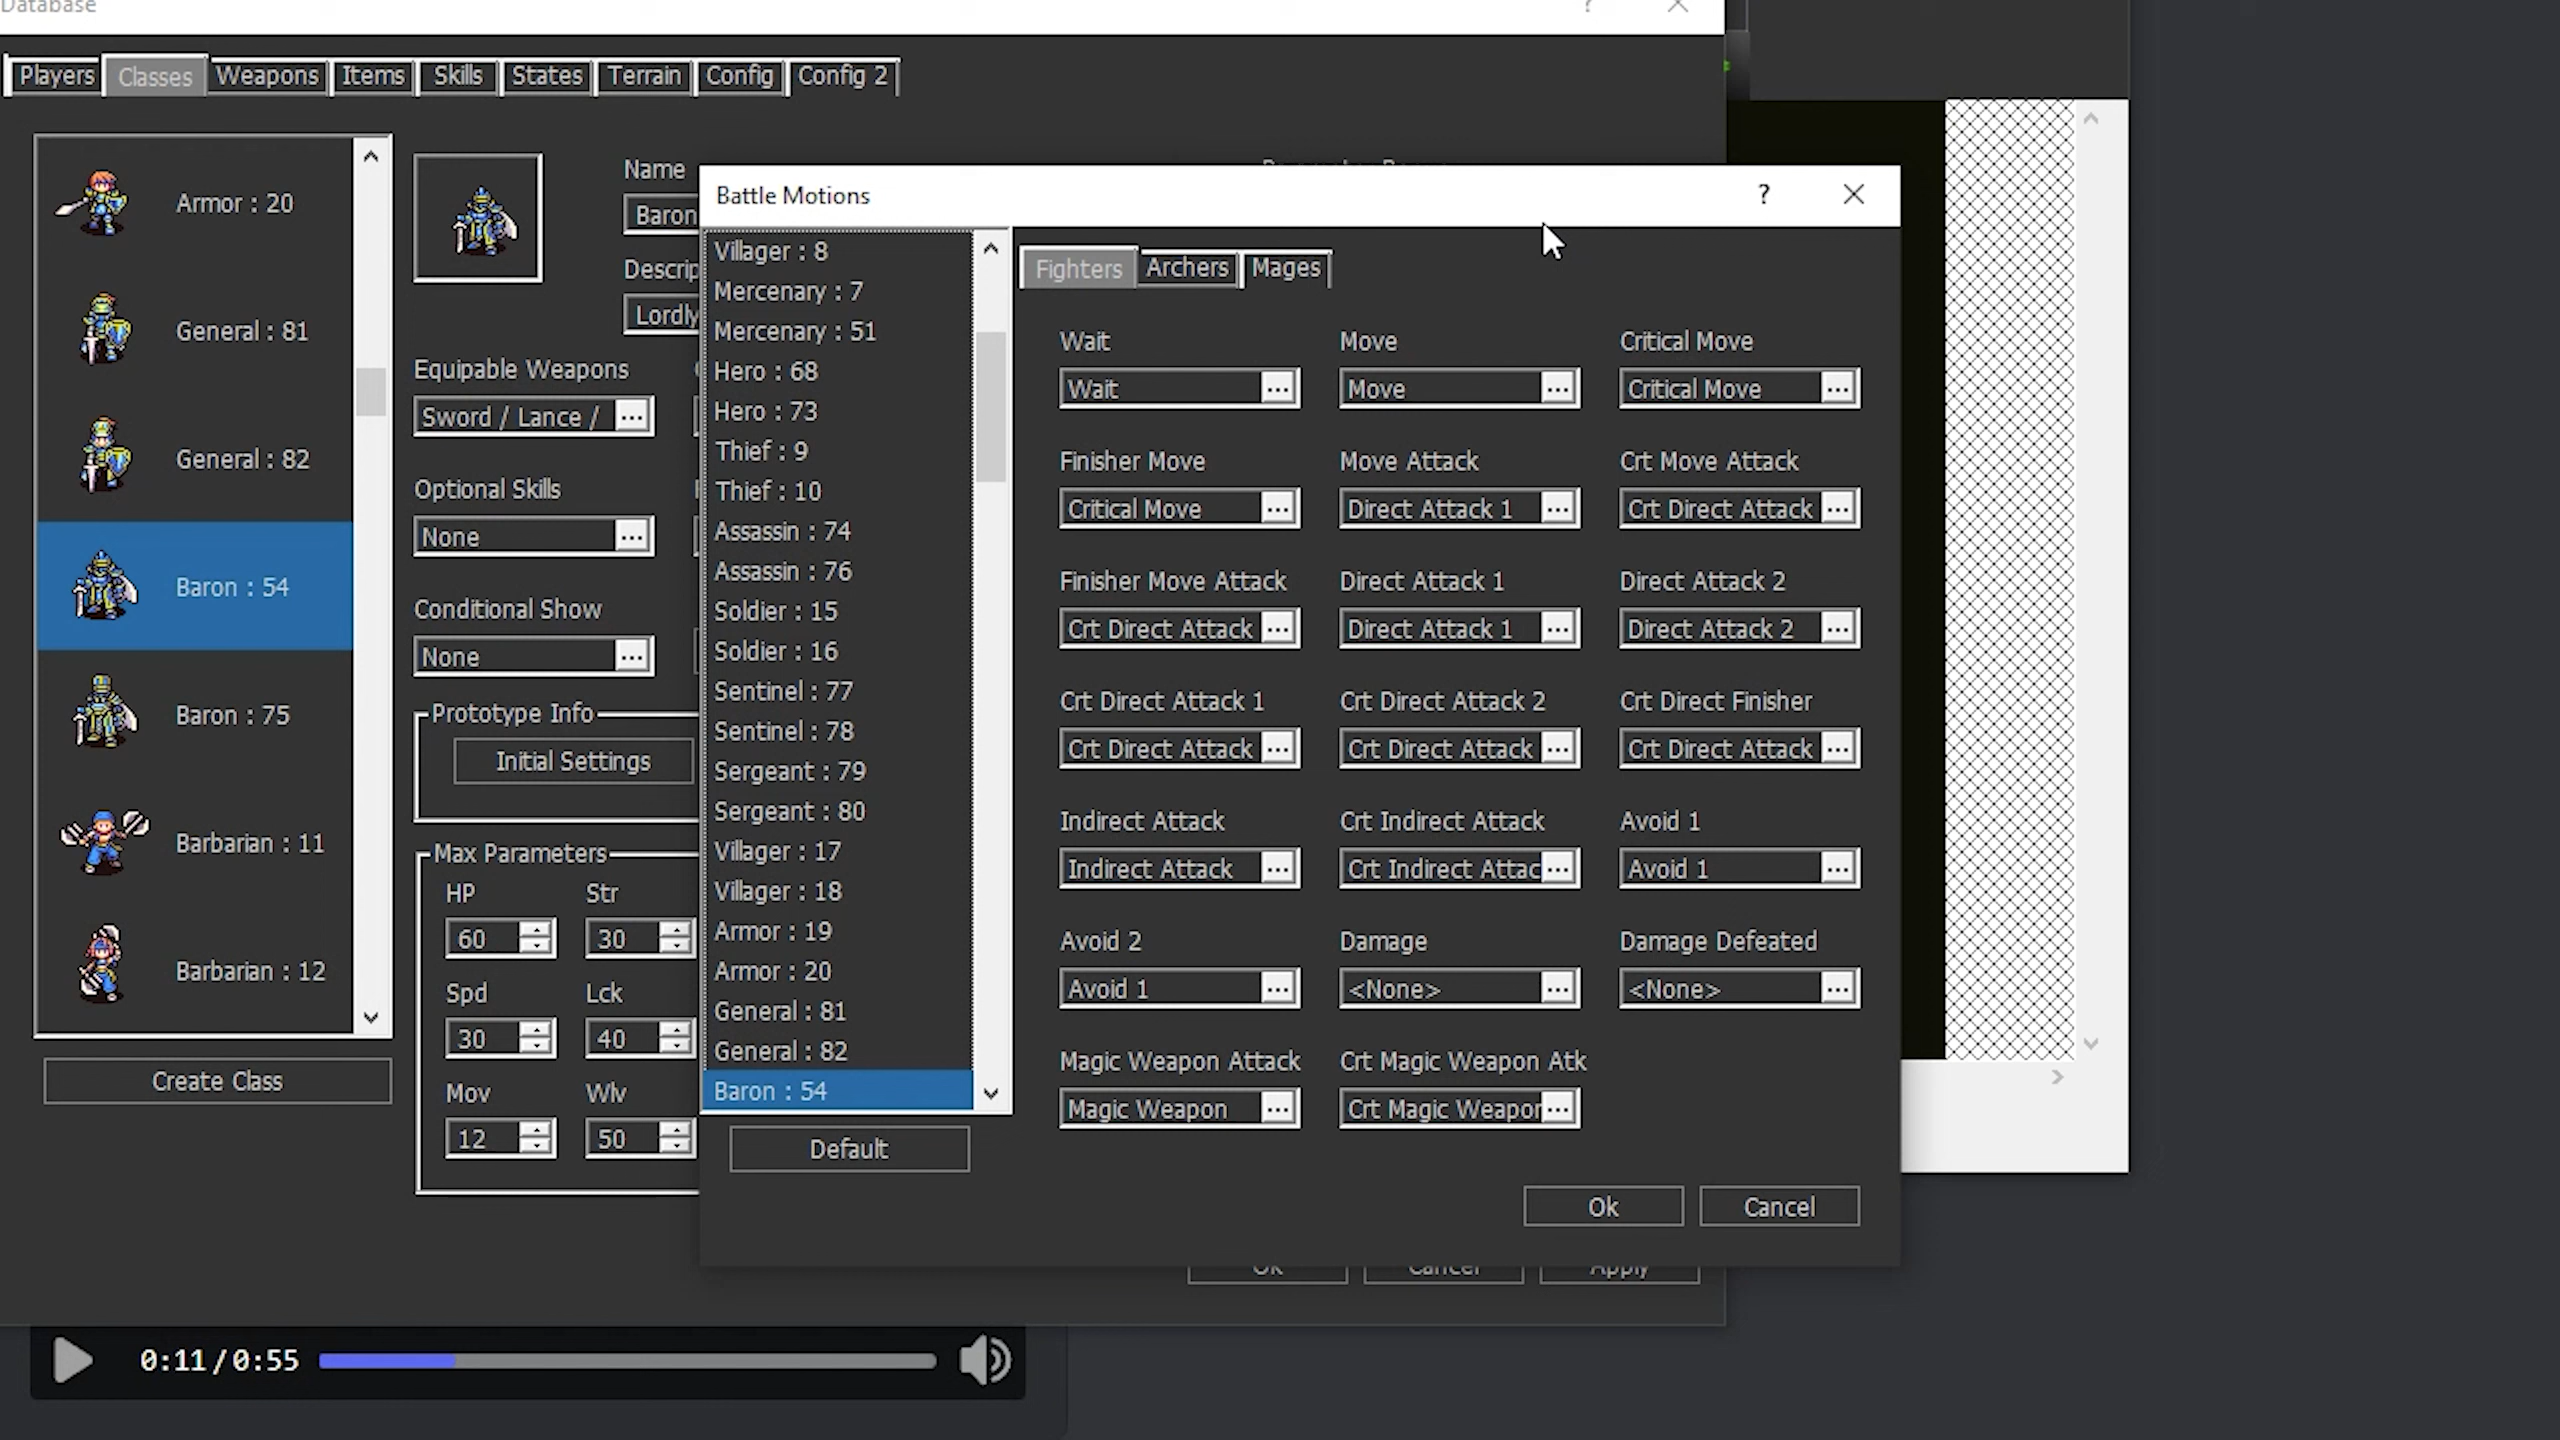 Database
?
Players
Classes
Weapons
Items
Skills
States
Terrain
Config
Config 2
Armor : 20
General : 81
General : 82
Baron : 54
Baron : 75
Barbarian : 11
Barbarian : 12
Create Class
Name
Baron
Descrip
Lordly
Equipable Weapons
Sword / Lance /
...
Optional Skills
None
...
Conditional Show
None
...
Prototype Info
Initial Settings
Max Parameters
HP
Str
60
30
Spd
Lck
30
40
Mov
Wlv
12
50
Battle Motions
?
Villager : 8
Mercenary : 7
Mercenary : 51
Hero : 68
Hero : 73
Thief : 9
Thief : 10
Assassin : 74
Assassin : 76
Soldier : 15
Soldier : 16
Sentinel : 77
Sentinel : 78
Sergeant : 79
Sergeant : 80
Villager : 17
Villager : 18
Armor : 19
Armor : 20
General : 81
General : 82
Baron : 54
Default
Fighters
Archers
Mages
Wait
Move
Critical Move
Wait ...
Move ...
Critical Move ...
Finisher Move
Move Attack
Crt Move Attack
Critical Move ...
Direct Attack 1 ...
Crt Direct Attack ...
Finisher Move Attack
Direct Attack 1
Direct Attack 2
Crt Direct Attack ...
Direct Attack 1 ...
Direct Attack 2 ...
Crt Direct Attack 1
Crt Direct Attack 2
Crt Direct Finisher
Crt Direct Attack ...
Crt Direct Attack ...
Crt Direct Attack ...
Indirect Attack
Crt Indirect Attack
Avoid 1
Indirect Attack ...
Crt Indirect Attac ...
Avoid 1 ...
Avoid 2
Damage
Damage Defeated
Avoid 1 ...
<None> ...
<None> ...
Magic Weapon Attack
Crt Magic Weapon Atk
Magic Weapon ...
Crt Magic Weapor ...
Ok
Cancel
Ok
Cancel
Apply
0:11/0:55